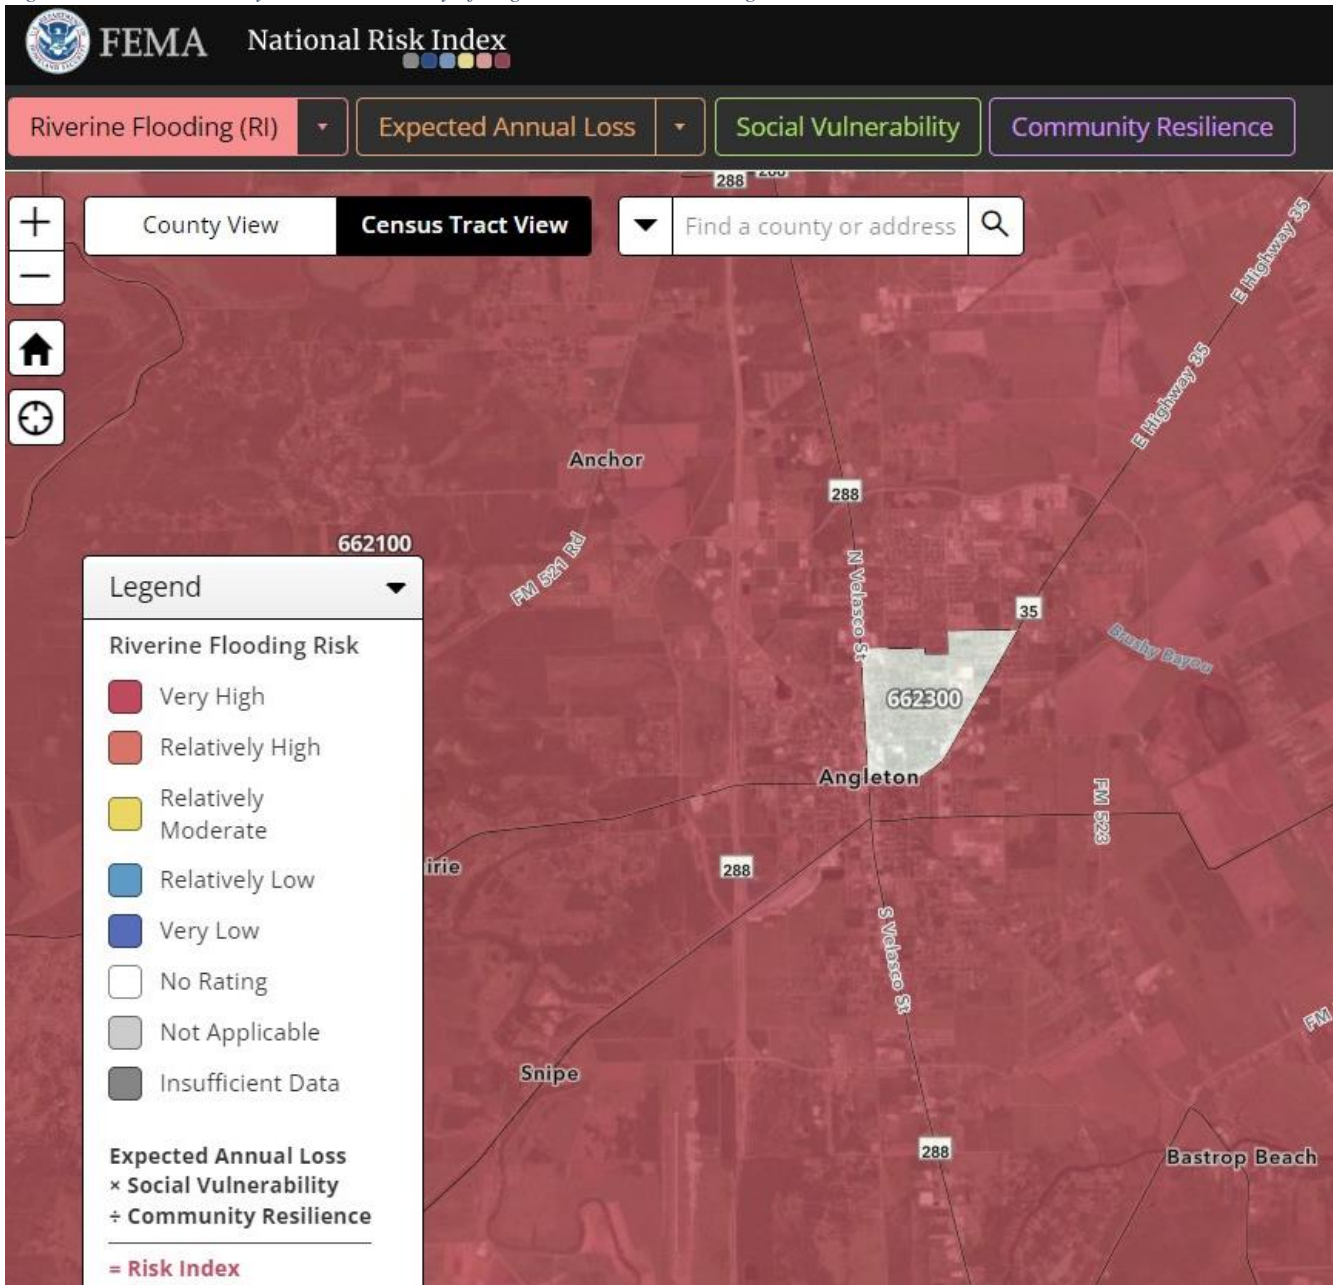 FEMA
National Risk Index
Riverine Flooding (RI)
Expected Annual Loss
Social Vulnerability
Community Resilience
288
County View
Census Tract View
Find a county or address
E Highway 35
E Highway 35
Anchor
288
662100
FM 521 Rd
N Velasco St
35
Brushy Bayou
662300
Angleton
FM 523
irie
288
S Velasco St
FM
Snipe
288
Bastrop Beach
Legend
Riverine Flooding Risk
Very High
Relatively High
Relatively
Moderate
Relatively Low
Very Low
No Rating
Not Applicable
Insufficient Data
Expected Annual Loss
× Social Vulnerability
÷ Community Resilience
= Risk Index